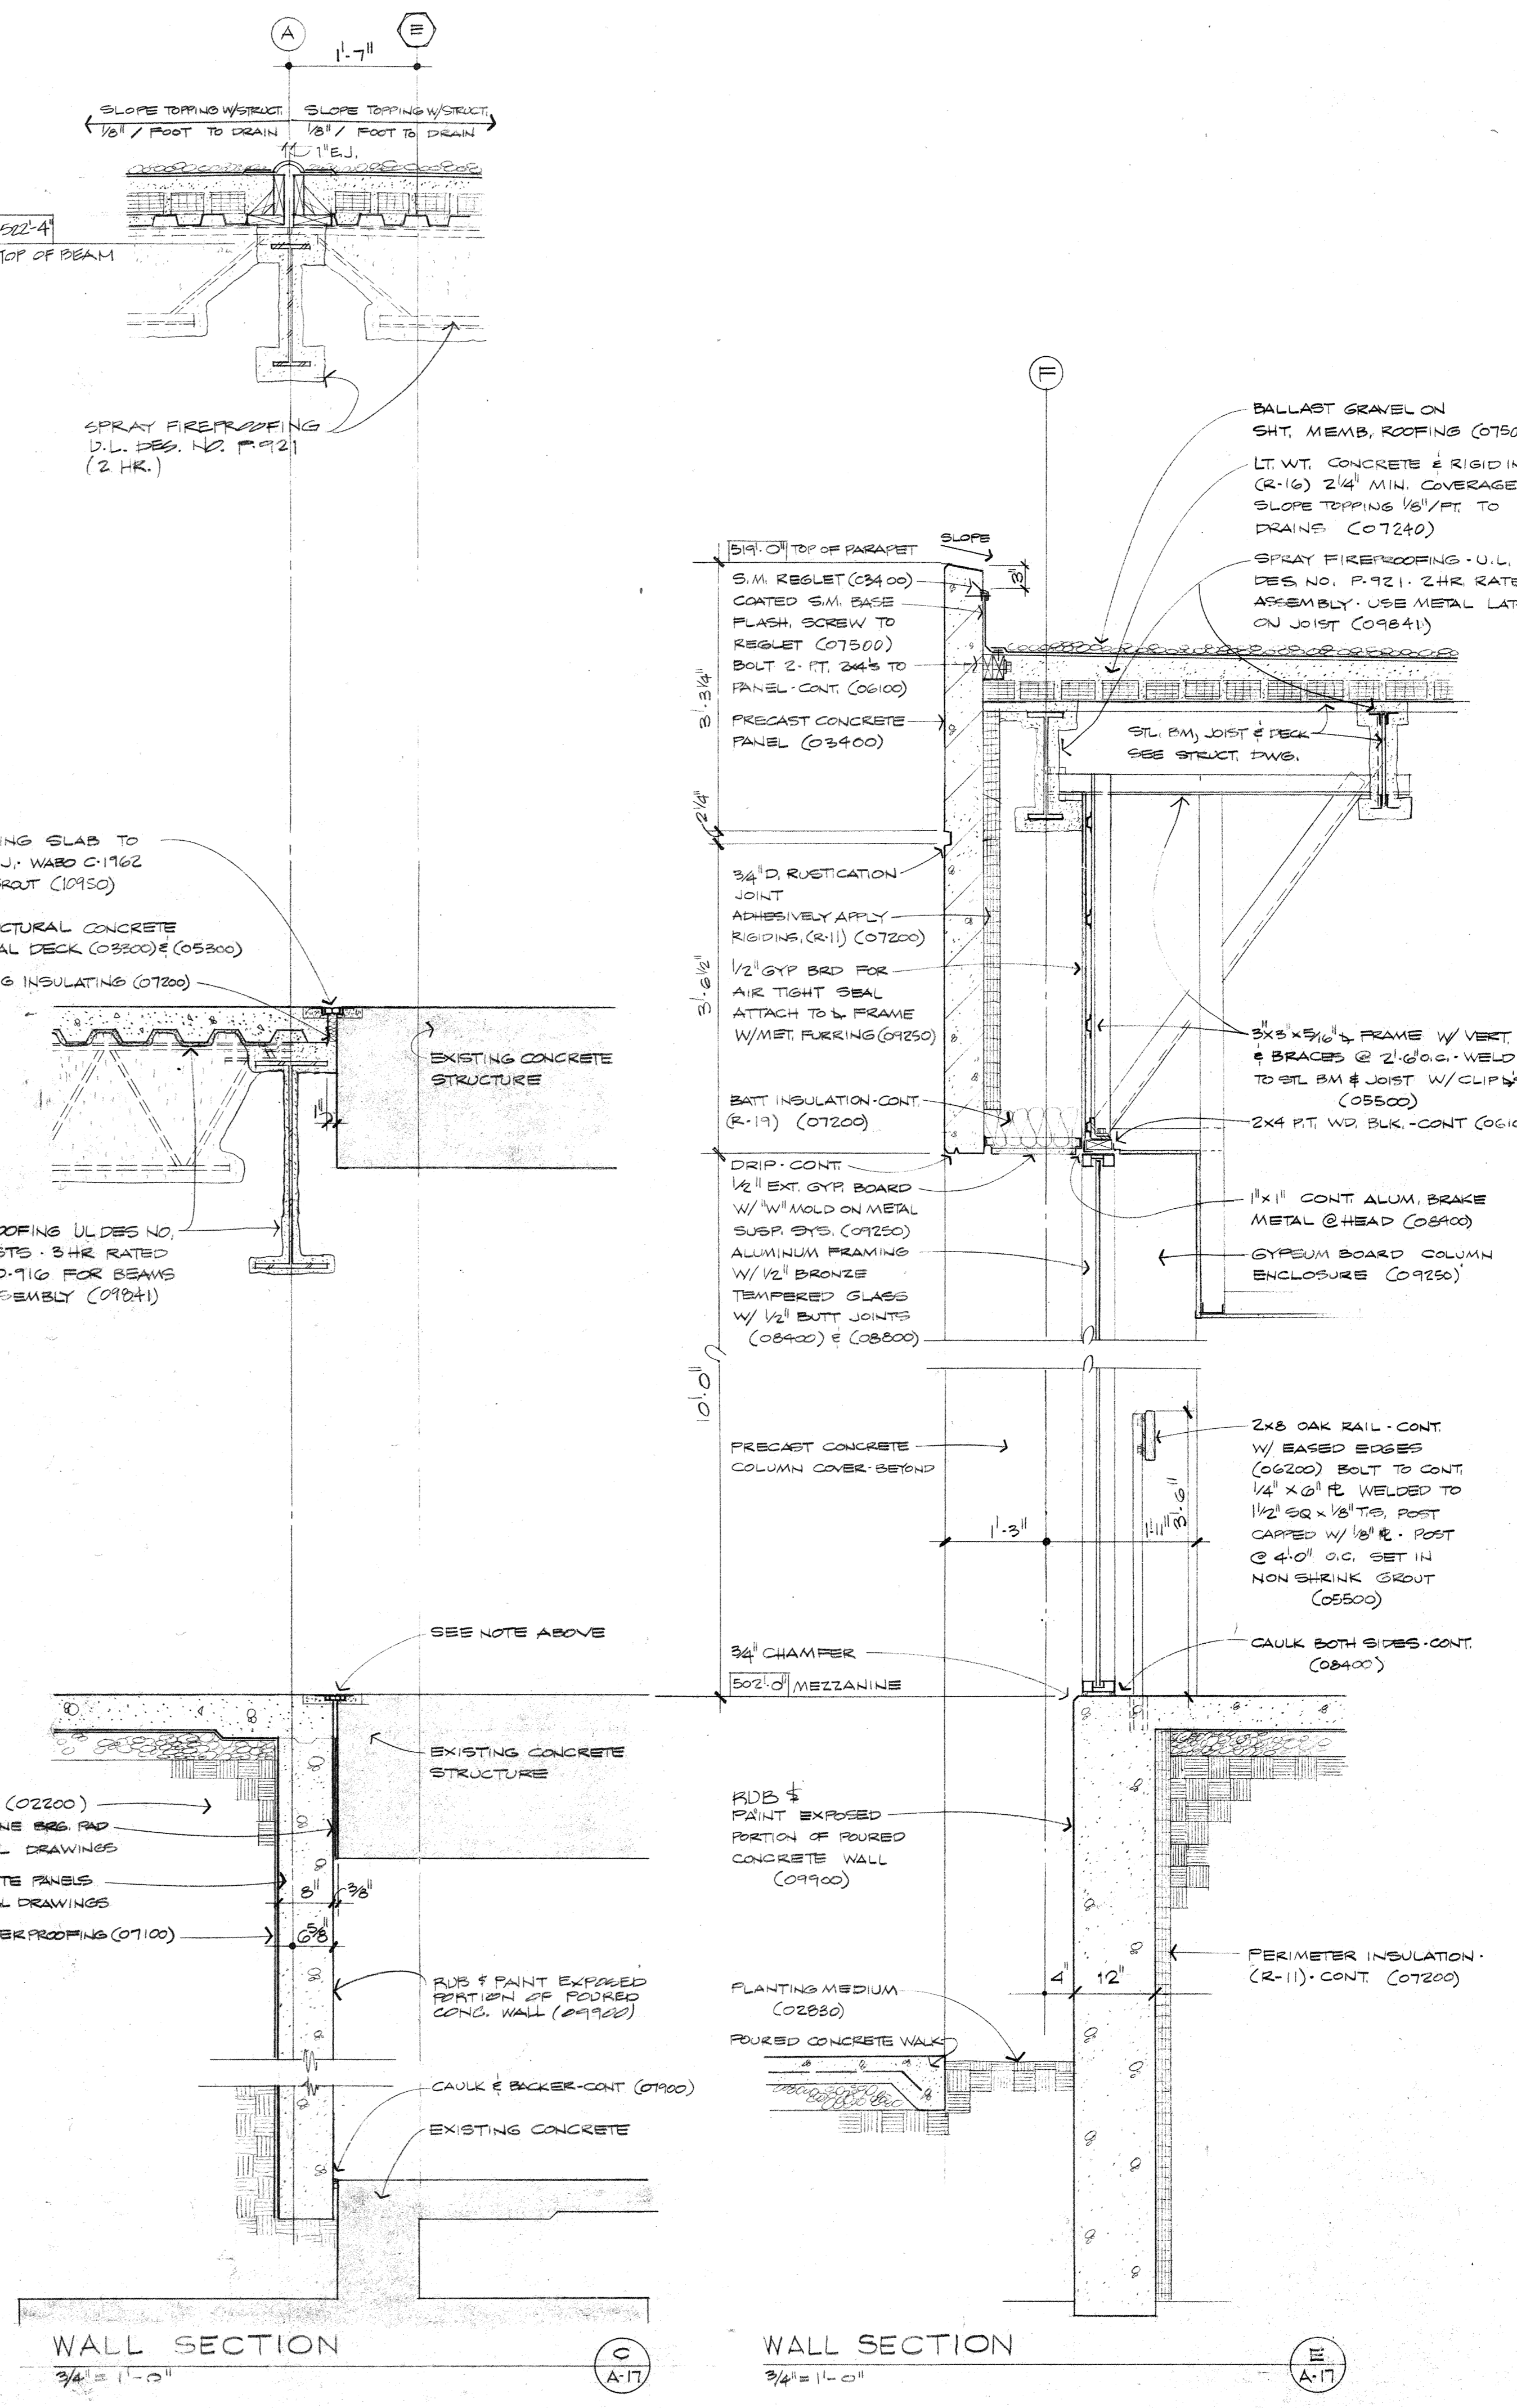 A
E
1'-7"
SLOPE TOPPING W/STRUCT.
1/8" / FOOT TO DRAIN
SLOPE TOPPING W/STRUCT.
1/8" / FOOT TO DRAIN
1" E.J.
522'-4"
TOP OF BEAM
SPRAY FIREPROOFING
U.L. DES. NO. P-921
(2 HR.)
ING SLAB TO
J. WABO C-1962
ROUT (10950)
CTURAL CONCRETE
AL DECK (03300) & (05300)
G INSULATING (07200)
EXISTING CONCRETE
STRUCTURE
1"
OOFING UL DES NO.
STS. 3 HR RATED
D-916 FOR BEAMS
SEMBLY (09841)
SEE NOTE ABOVE
EXISTING CONCRETE
STRUCTURE
(02200)
NE BRG. PAD
L DRAWINGS
TE PANELS
L DRAWINGS
8"
3/8"
ERPROOFING (07100)
6 5/8"
RUB & PAINT EXPOSED
PORTION OF POURED
CONC. WALL (09900)
CAULK & BACKER-CONT (07900)
EXISTING CONCRETE
WALL SECTION
3/4" = 1'-0"
C
A-17
F
BALLAST GRAVEL ON
SHT. MEMB. ROOFING (0750
LT. WT. CONCRETE & RIGID IN
(R-16) 2 1/4" MIN. COVERAGE
SLOPE TOPPING 1/8"/FT. TO
DRAINS (07240)
SPRAY FIREPROOFING - U.L.
DES. NO. P-921. 2 HR. RATE
ASSEMBLY - USE METAL LAT
ON JOIST (09841)
519'-0" TOP OF PARAPET
SLOPE
3"
S.M. REGLET (03400)
COATED S.M. BASE
FLASH, SCREW TO
REGLET (07500)
BOLT 2- P.T. 2x4's TO
PANEL-CONT. (06100)
3'-3 1/4"
PRECAST CONCRETE
PANEL (03400)
STL. BM, JOIST & DECK
SEE STRUCT. DWG.
2 1/4"
3/4" D. RUSTICATION
JOINT
ADHESIVELY APPLY
RIGID INS. (R-11) (07200)
3'-6 1/2"
1/2" GYP BRD FOR
AIR TIGHT SEAL
ATTACH TO L FRAME
W/MET. FURRING (09250)
3"x3"x5/16" L FRAME W/ VERT.
& BRACES @ 2'-6" O.C. - WELD
TO STL BM & JOIST W/ CLIP L's
(05500)
BATT INSULATION-CONT.
(R-19) (07200)
2x4 P.T. WD. BLK. - CONT (0610
DRIP - CONT.
1/2" EXT. GYP. BOARD
W/ "W" MOLD ON METAL
SUSP. SYS. (09250)
1"x1" CONT. ALUM. BRAKE
METAL @ HEAD (08900)
ALUMINUM FRAMING
W/ 1/2" BRONZE
TEMPERED GLASS
W/ 1/2" BUTT JOINTS
(08400) & (08800)
GYPSUM BOARD COLUMN
ENCLOSURE (09250)
10'-0"
PRECAST CONCRETE
COLUMN COVER-BEYOND
2x8 OAK RAIL - CONT.
W/ EASED EDGES
(06200) BOLT TO CONT.
1/4" x 6" PL WELDED TO
1 1/2" SQ x 1/8" T.S. POST
CAPPED W/ 1/8" PL - POST
@ 4'-0" O.C. SET IN
NON SHRINK GROUT
(05500)
1'-3"
1'-11"
3'-6"
3/4" CHAMFER
502'-0" MEZZANINE
CAULK BOTH SIDES - CONT.
(08400)
RUB &
PAINT EXPOSED
PORTION OF POURED
CONCRETE WALL
(09900)
4"
12"
PERIMETER INSULATION -
(R-11) - CONT. (07200)
PLANTING MEDIUM
(02830)
POURED CONCRETE WALK
WALL SECTION
3/4" = 1'-0"
E
A-17